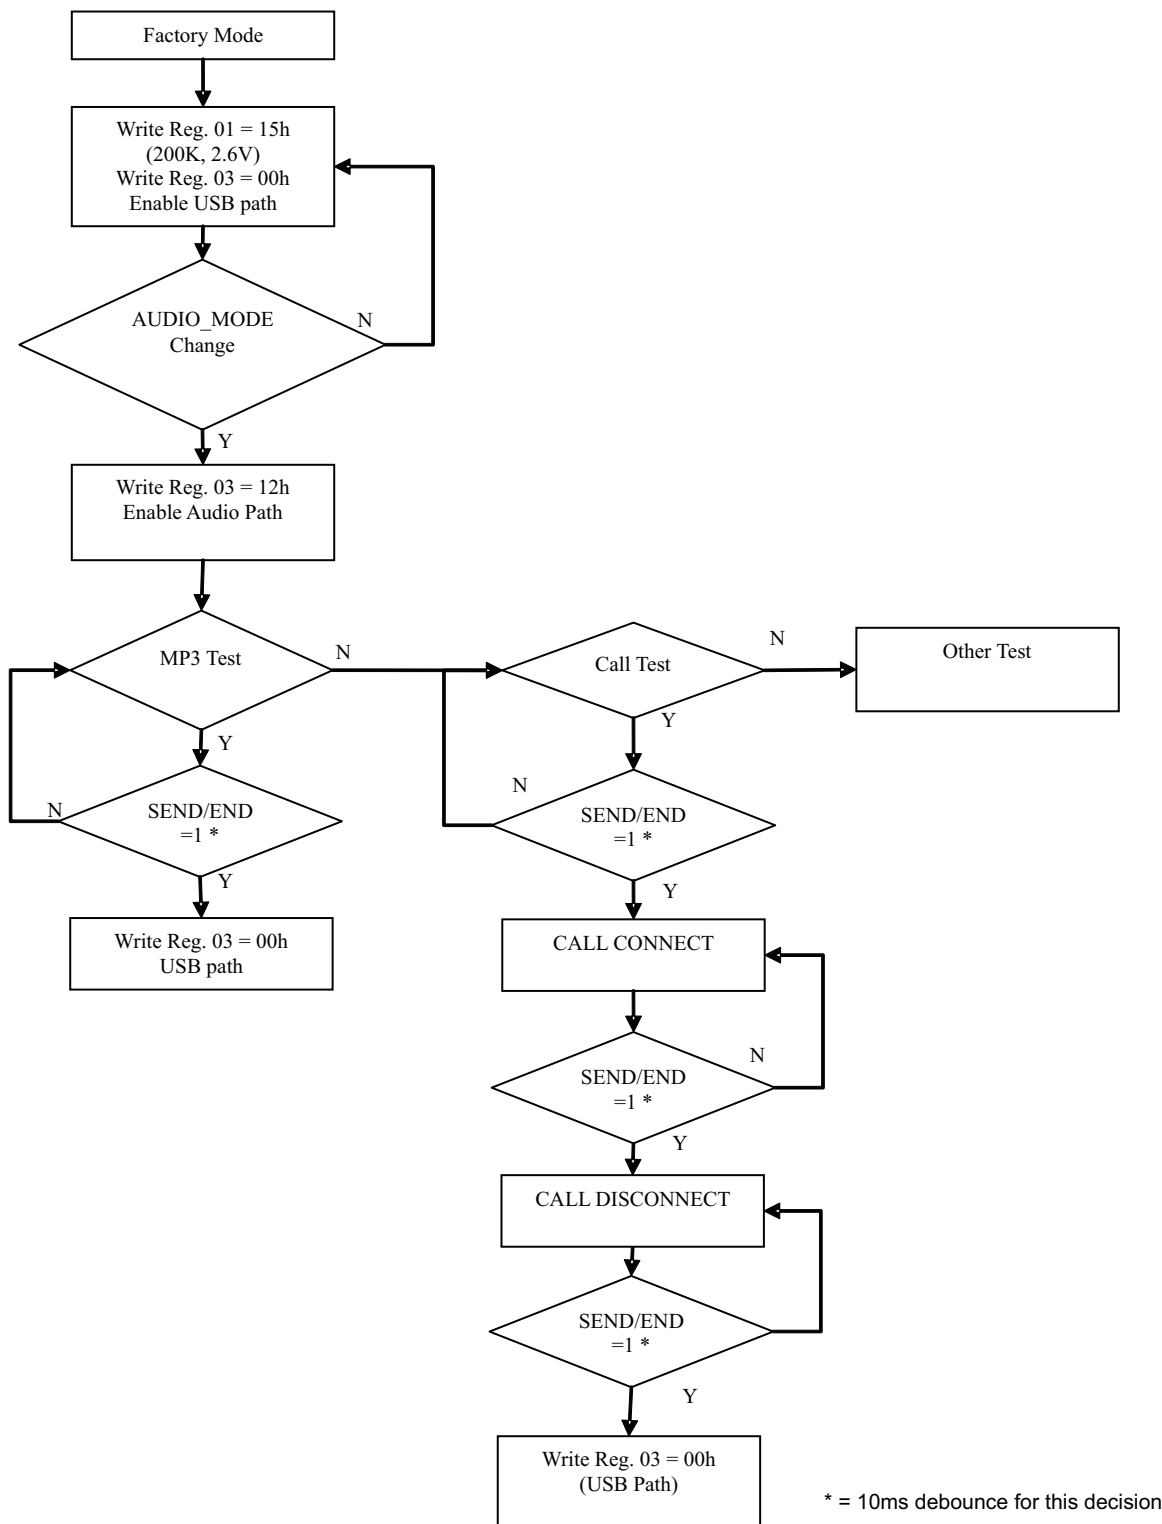 Factory Mode
Write Reg. 01 = 15h
(200K, 2.6V)
Write Reg. 03 = 00h
Enable USB path
AUDIO_MODE
Change
N
Y
Write Reg. 03 = 12h
Enable Audio Path
MP3 Test
N
Y
SEND/END
=1 *
N
Y
Write Reg. 03 = 00h
USB path
Call Test
N
Y
Other Test
SEND/END
=1 *
N
Y
CALL CONNECT
SEND/END
=1 *
N
Y
CALL DISCONNECT
SEND/END
=1 *
Y
Write Reg. 03 = 00h
(USB Path)
* = 10ms debounce for this decision